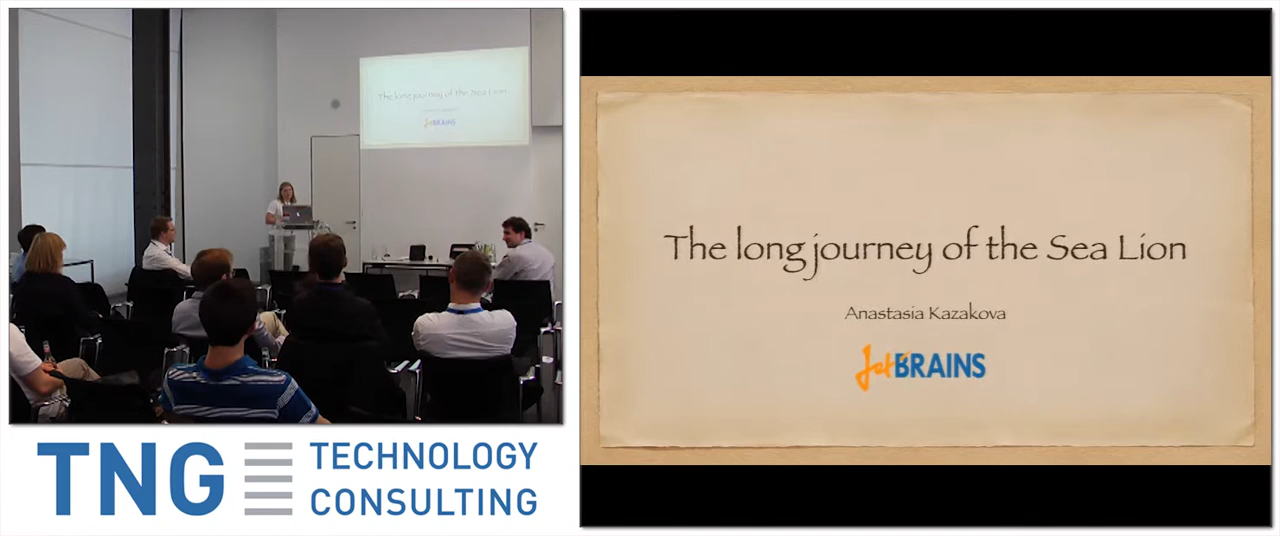 The long journey of the Sea Lion
JetBRAINS
TNG TECHNOLOGY
CONSULTING
The long journey of the Sea Lion
Anastasia Kazakova
JetBRAINS